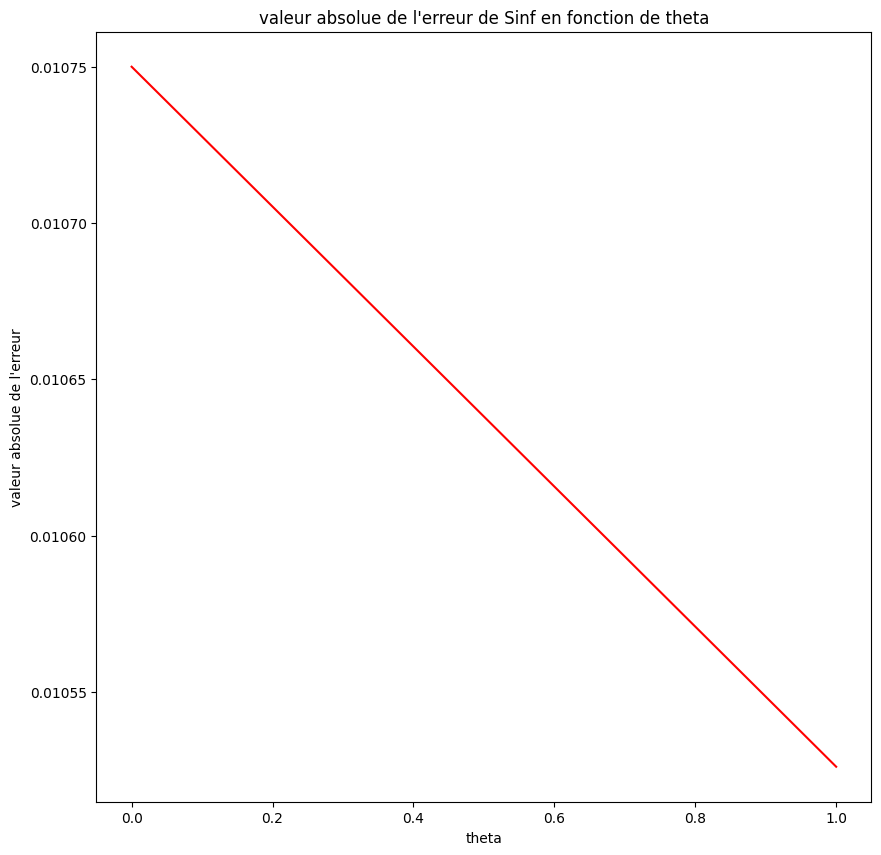 valeur absolue de l'erreur de Sinf en fonction de theta
valeur absolue de l'erreur
0.01075
0.01070
0.01065
0.01060
0.01055
0.0 0.2 0.4 0.6 0.8 1.0
theta